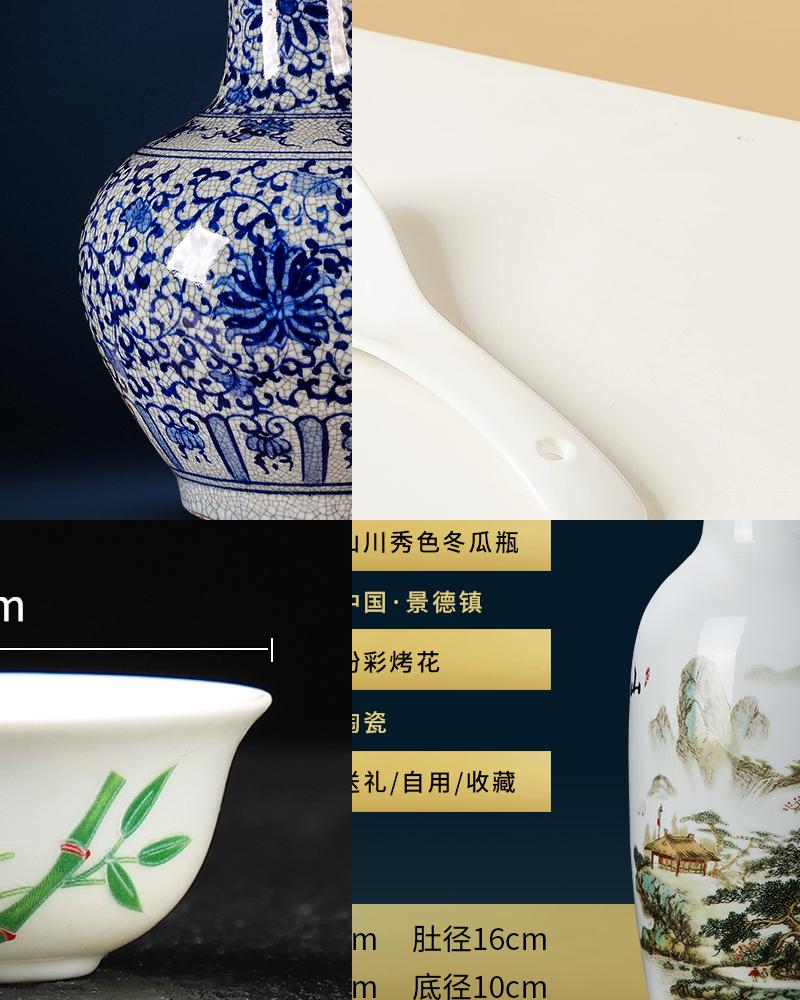 m
川秀色冬瓜瓶
中国·景德镇
粉彩烤花
陶瓷
送礼/自用/收藏
山
m 肚径16cm
m 底径10cm